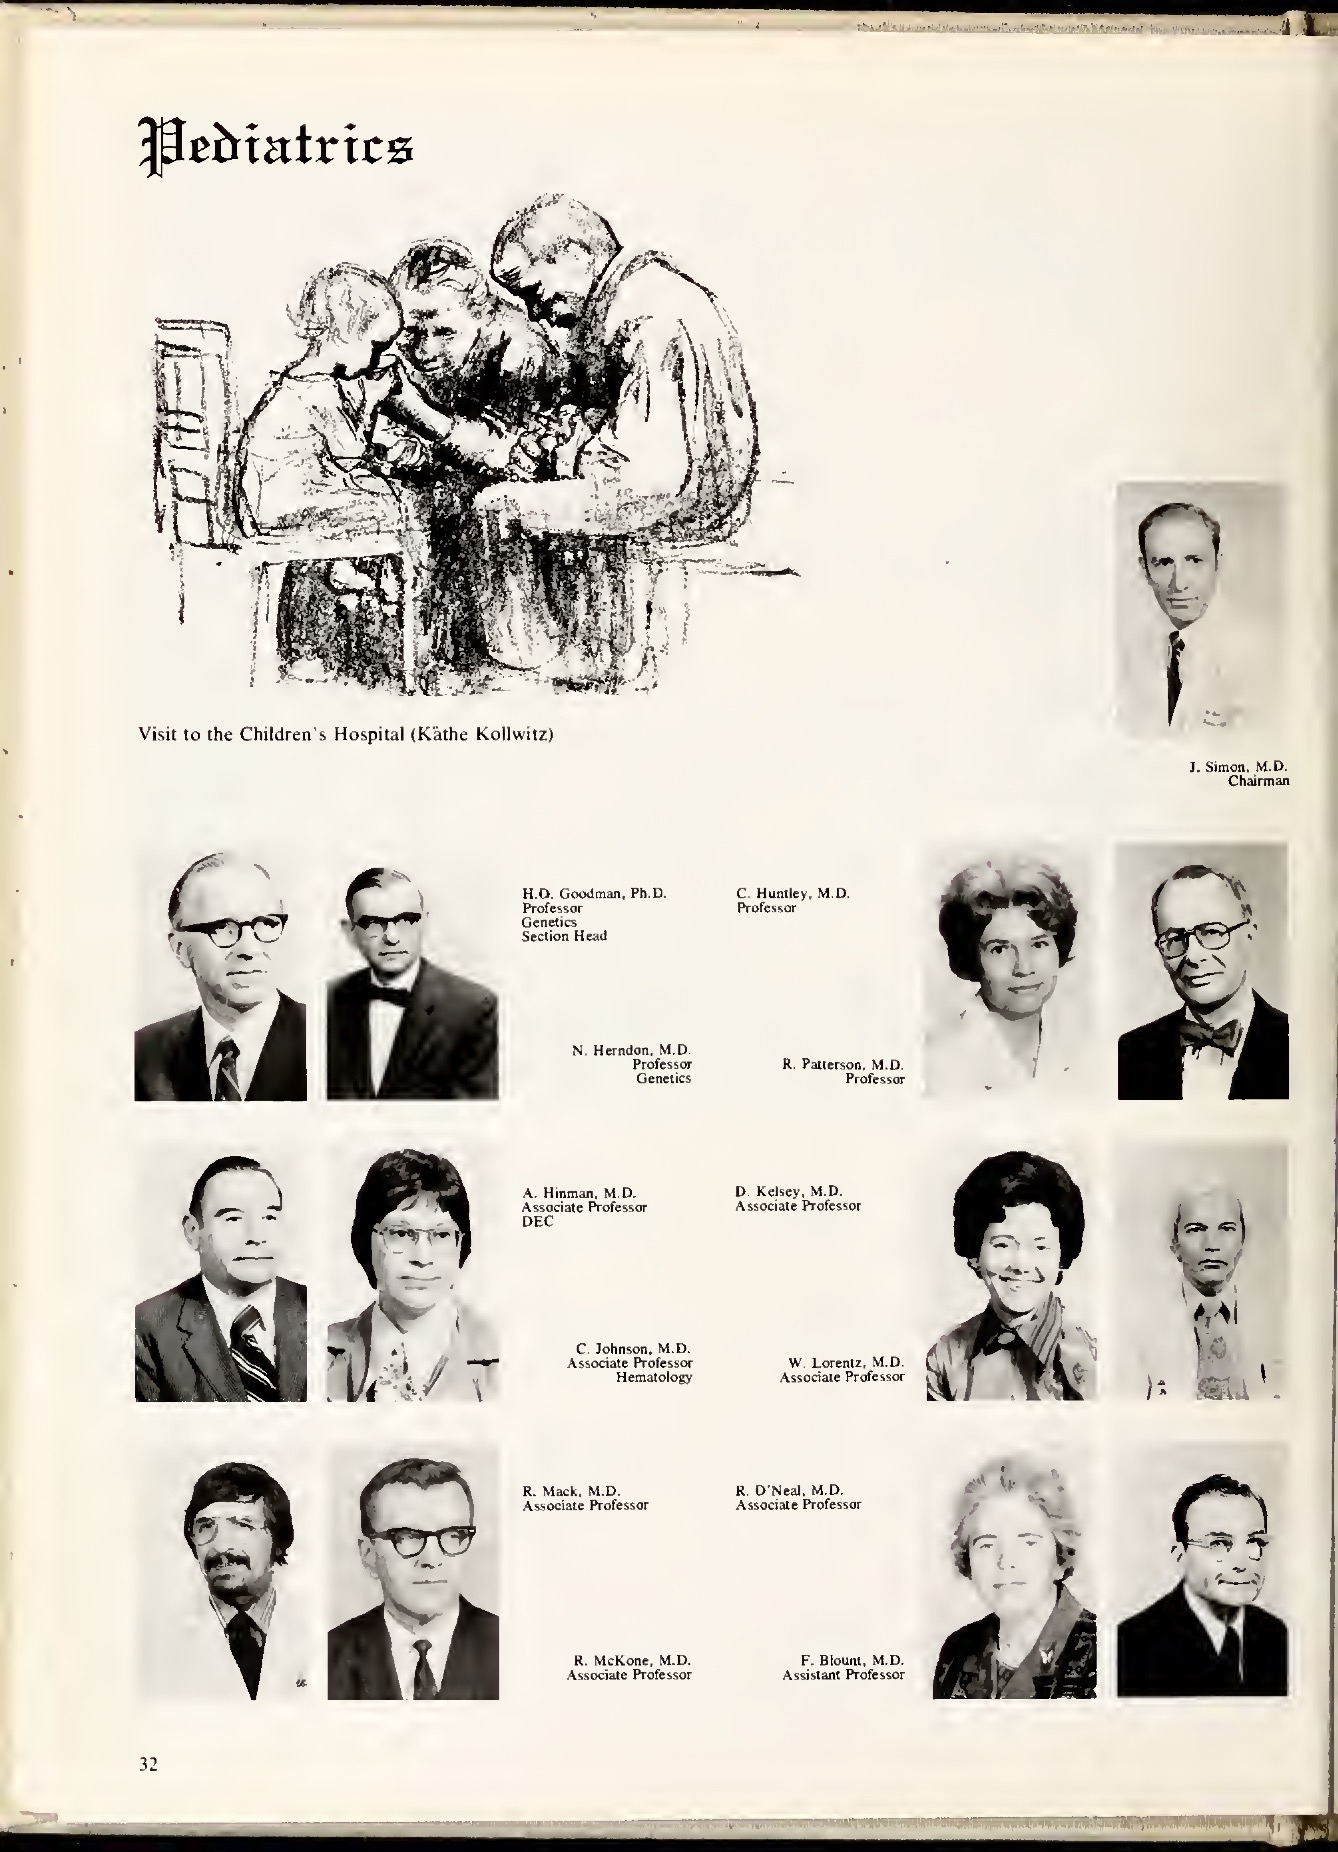 Pediatrics
Visit to the Children's Hospital (Käthe Kollwitz)
J. Simon, M.D.
Chairman
H.O. Goodman, Ph.D.
Professor
Genetics
Section Head
C. Huntley, M.D.
Professor
N. Herndon, M.D.
Professor
Genetics
R. Patterson, M.D.
Professor
A. Hinman, M.D.
Associate Professor
DEC
D. Kelsey, M.D.
Associate Professor
C. Johnson, M.D.
Associate Professor
Hematology
W. Lorentz, M.D.
Associate Professor
R. Mack, M.D.
Associate Professor
R. O'Neal, M.D.
Associate Professor
R. McKone, M.D.
Associate Professor
F. Blount, M.D.
Assistant Professor
32